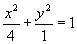 x²/4 + y²/1 = 1